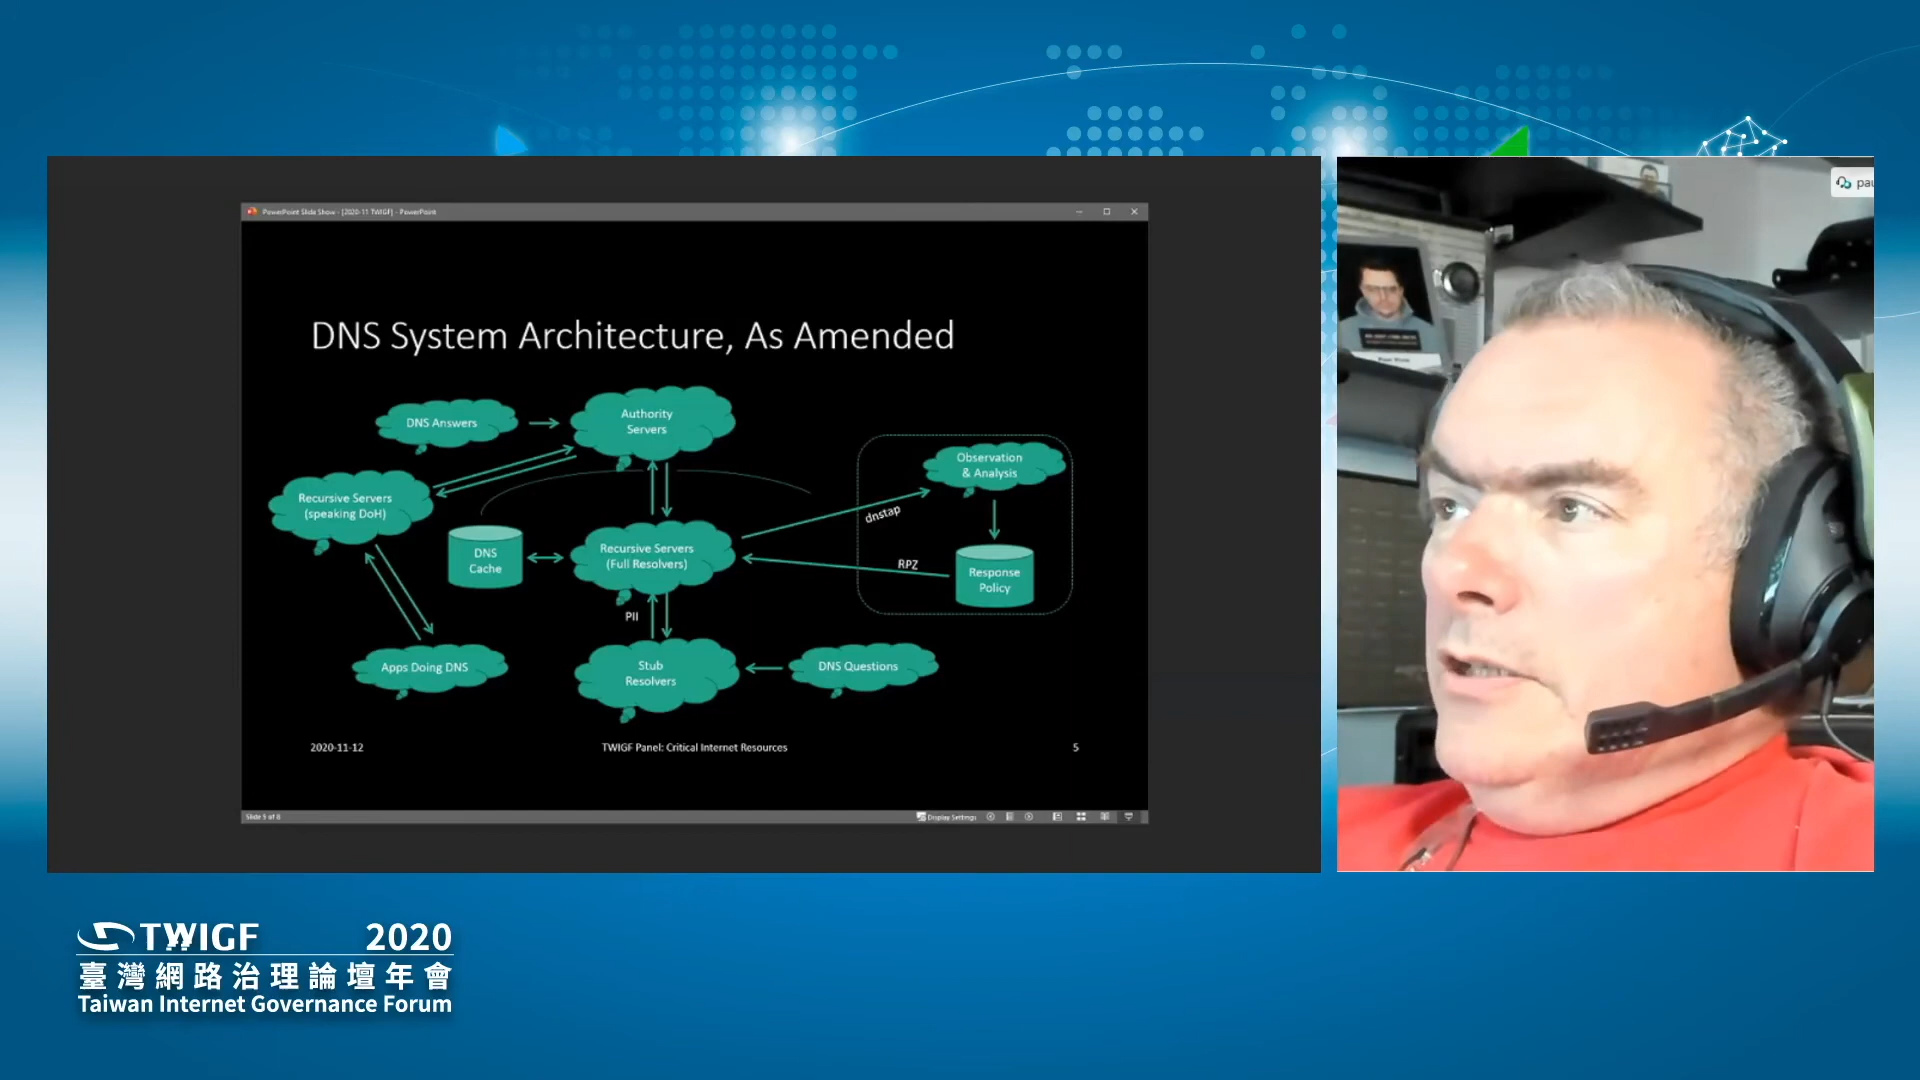 PowerPoint Slide Show - [2020-11 TWIGF] - PowerPoint
DNS System Architecture, As Amended
DNS Answers
Authority
Servers
Observation
& Analysis
Recursive Servers
(speaking DoH)
dnstap
DNS
Cache
Recursive Servers
(Full Resolvers)
RPZ
Response
Policy
PII
Apps Doing DNS
Stub
Resolvers
DNS Questions
2020-11-12
TWIGF Panel: Critical Internet Resources
5
Slide 5 of 8
Display Settings
pau
TWIGF 2020
臺灣網路治理論壇年會
Taiwan Internet Governance Forum